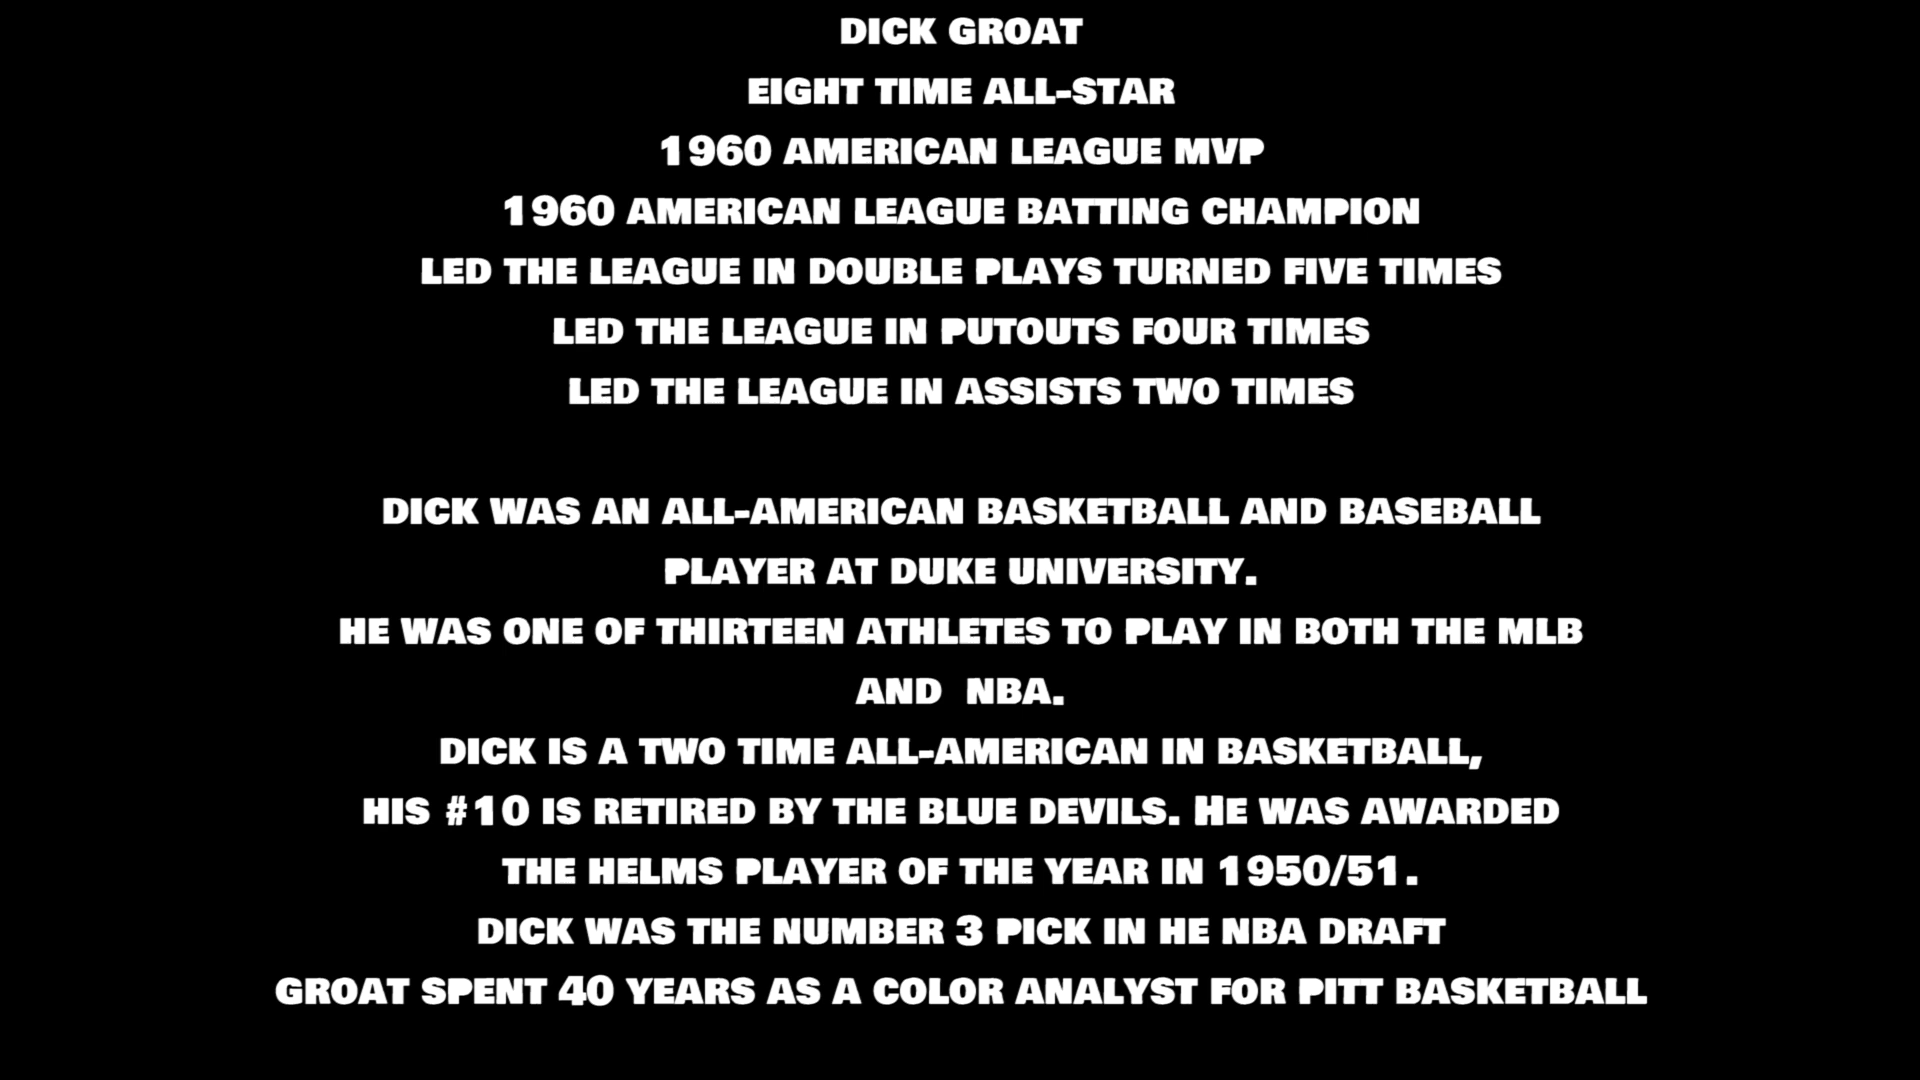 DICK GROAT
EIGHT TIME ALL-STAR
1960 AMERICAN LEAGUE MVP
1960 AMERICAN LEAGUE BATTING CHAMPION
LED THE LEAGUE IN DOUBLE PLAYS TURNED FIVE TIMES
LED THE LEAGUE IN PUTOUTS FOUR TIMES
LED THE LEAGUE IN ASSISTS TWO TIMES
DICK WAS AN ALL-AMERICAN BASKETBALL AND BASEBALL
PLAYER AT DUKE UNIVERSITY.
HE WAS ONE OF THIRTEEN ATHLETES TO PLAY IN BOTH THE MLB
AND  NBA.
DICK IS A TWO TIME ALL-AMERICAN IN BASKETBALL,
HIS #10 IS RETIRED BY THE BLUE DEVILS. HE WAS AWARDED
THE HELMS PLAYER OF THE YEAR IN 1950/51.
DICK WAS THE NUMBER 3 PICK IN HE NBA DRAFT
GROAT SPENT 40 YEARS AS A COLOR ANALYST FOR PITT BASKETBALL